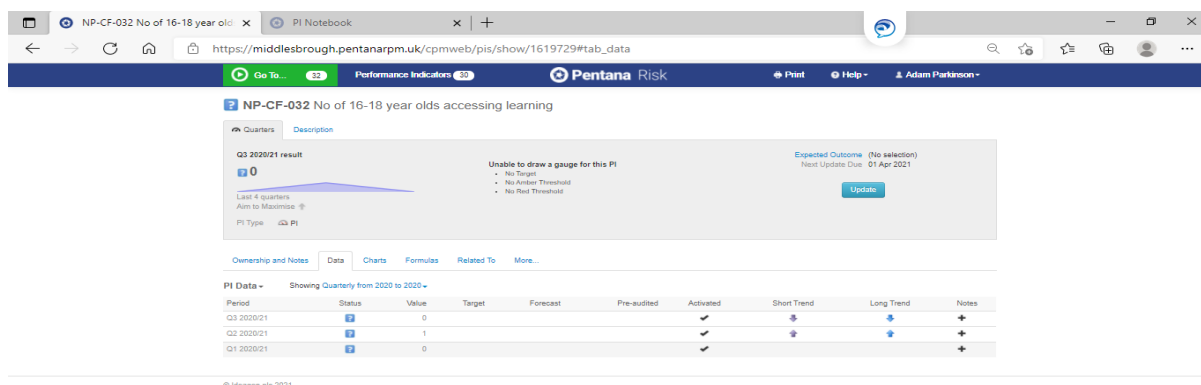 NP-CF-032 No of 16-18 year old PI Notebook
https://middlesbrough.pentanarpm.uk/cpmweb/pis/show/1619729#tab_data
Go To... 32 Performance Indicators 30 Pentana Risk Print Help Adam Parkinson
NP-CF-032 No of 16-18 year olds accessing learning
Quarters Description
Q3 2020/21 result
0
Last 4 quarters
Aim to Maximise
PI Type PI
Unable to draw a gauge for this PI
No Target
No Amber Threshold
No Red Threshold
Expected Outcome (No selection)
Next Update Due 01 Apr 2021
Update
Ownership and Notes Data Charts Formulas Related To More...
PI Data Showing Quarterly from 2020 to 2020
Period Status Value Target Forecast Pre-audited Activated Short Trend Long Trend Notes
Q3 2020/21 ? 0
Q2 2020/21 ? 1
Q1 2020/21 ? 0